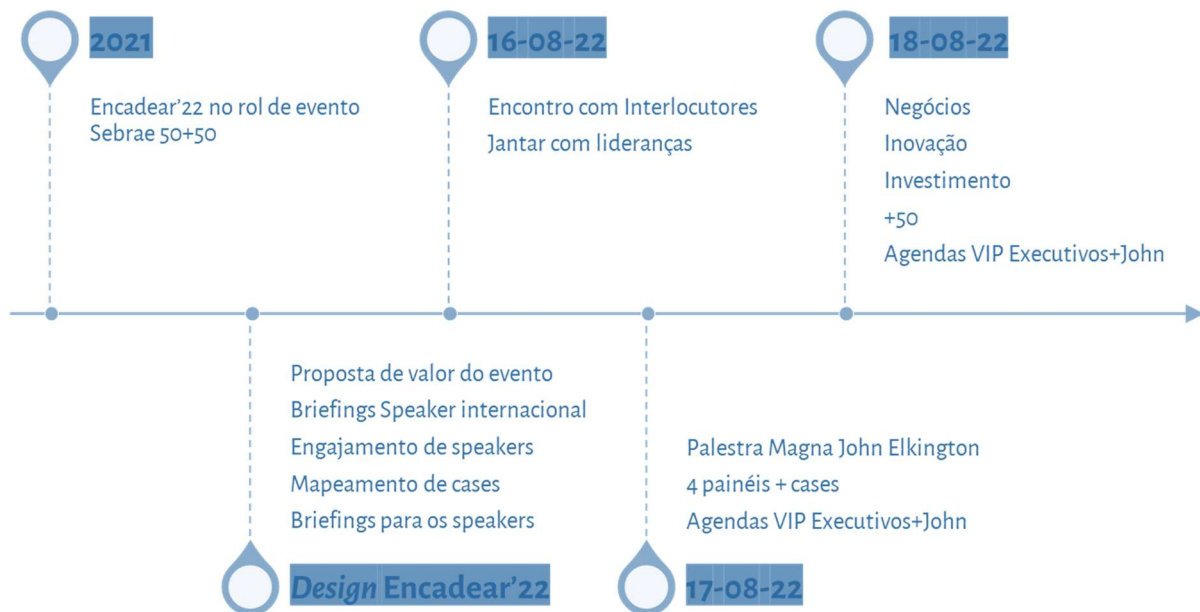 2021
Encadear’22 no rol de evento
Sebrae 50+50
16-08-22
Encontro com Interlocutores
Jantar com lideranças
18-08-22
Negócios
Inovação
Investimento
+50
Agendas VIP Executivos+John
Proposta de valor do evento
Briefings Speaker internacional
Engajamento de speakers
Mapeamento de cases
Briefings para os speakers
Design Encadear’22
Palestra Magna John Elkington
4 painéis + cases
Agendas VIP Executivos+John
17-08-22